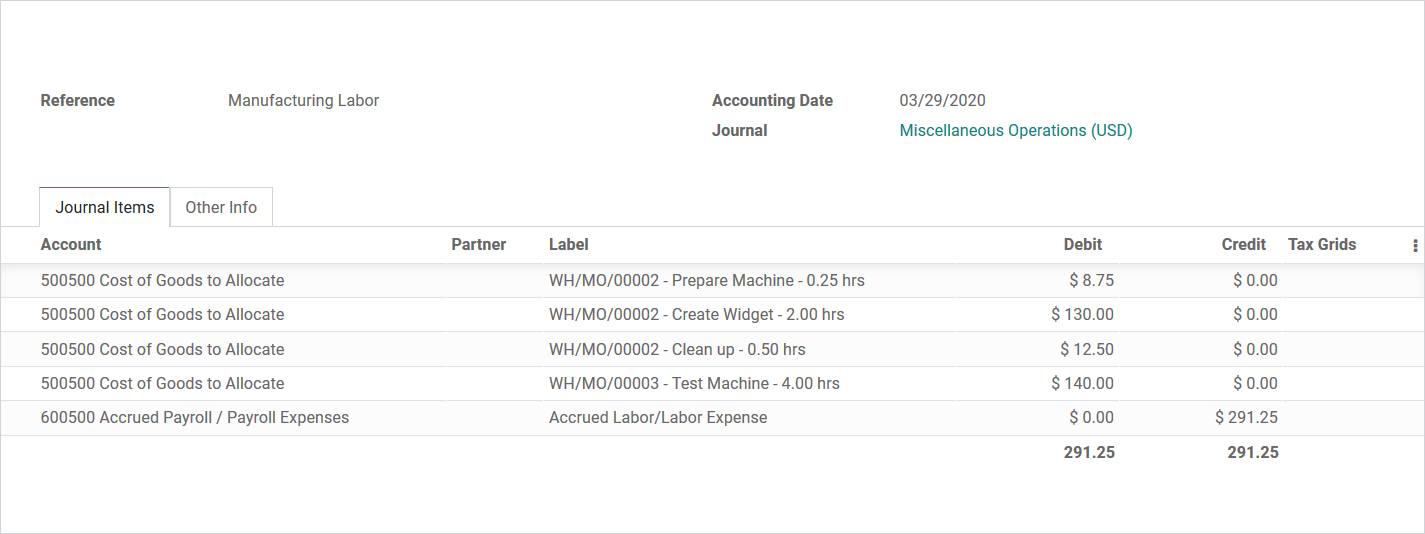 Reference Manufacturing Labor Accounting Date 03/29/2020
Journal Miscellaneous Operations (USD)
Journal Items Other Info
Account Partner Label Debit Credit Tax Grids
500500 Cost of Goods to Allocate WH/MO/00002 - Prepare Machine - 0.25 hrs $ 8.75 $ 0.00
500500 Cost of Goods to Allocate WH/MO/00002 - Create Widget - 2.00 hrs $ 130.00 $ 0.00
500500 Cost of Goods to Allocate WH/MO/00002 - Clean up - 0.50 hrs $ 12.50 $ 0.00
500500 Cost of Goods to Allocate WH/MO/00003 - Test Machine - 4.00 hrs $ 140.00 $ 0.00
600500 Accrued Payroll / Payroll Expenses Accrued Labor/Labor Expense $ 0.00 $ 291.25
291.25 291.25